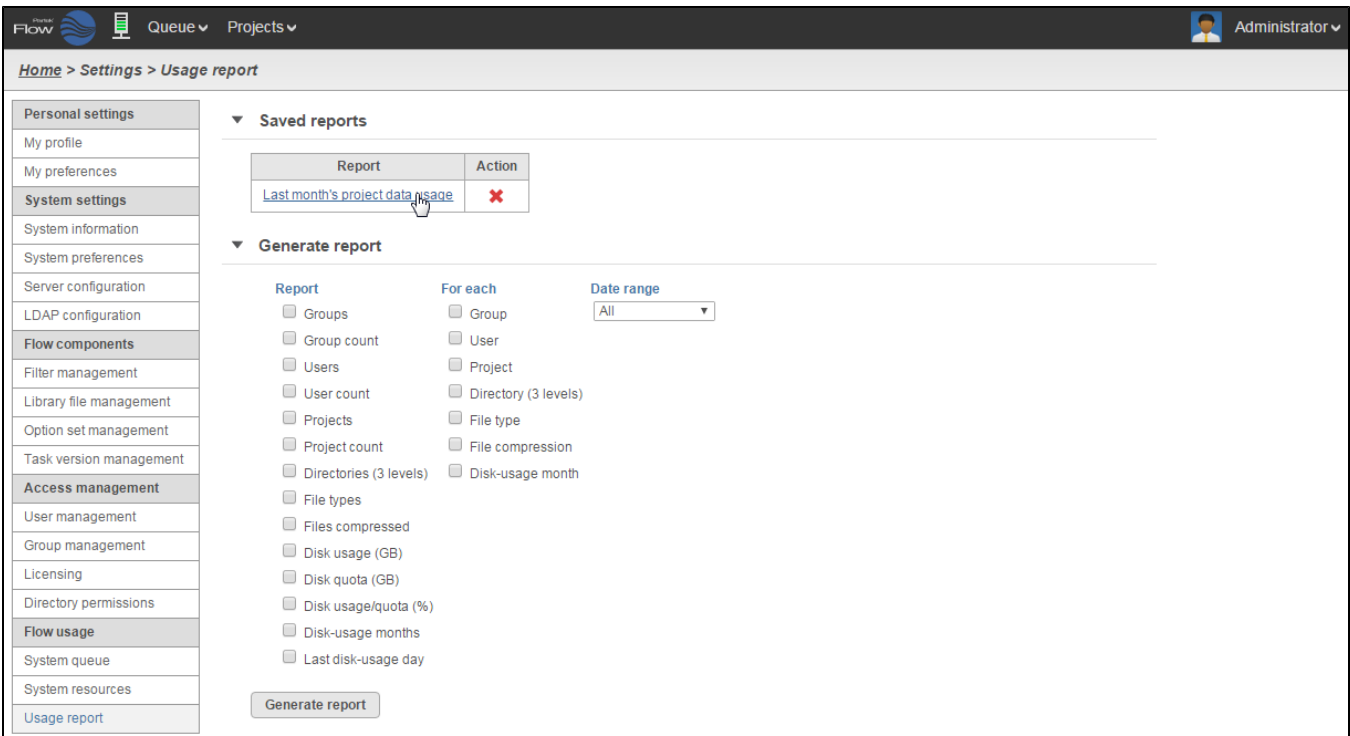 Partek
Flow
Queue
Projects
Administrator
Home > Settings > Usage report
Personal settings
My profile
My preferences
System settings
System information
System preferences
Server configuration
LDAP configuration
Flow components
Filter management
Library file management
Option set management
Task version management
Access management
User management
Group management
Licensing
Directory permissions
Flow usage
System queue
System resources
Usage report
Saved reports
Report Action
Last month's project data usage
Generate report
Report For each Date range
Groups Group All
Group count User
Users Project
User count Directory (3 levels)
Projects File type
Project count File compression
Directories (3 levels) Disk-usage month
File types
Files compressed
Disk usage (GB)
Disk quota (GB)
Disk usage/quota (%)
Disk-usage months
Last disk-usage day
Generate report